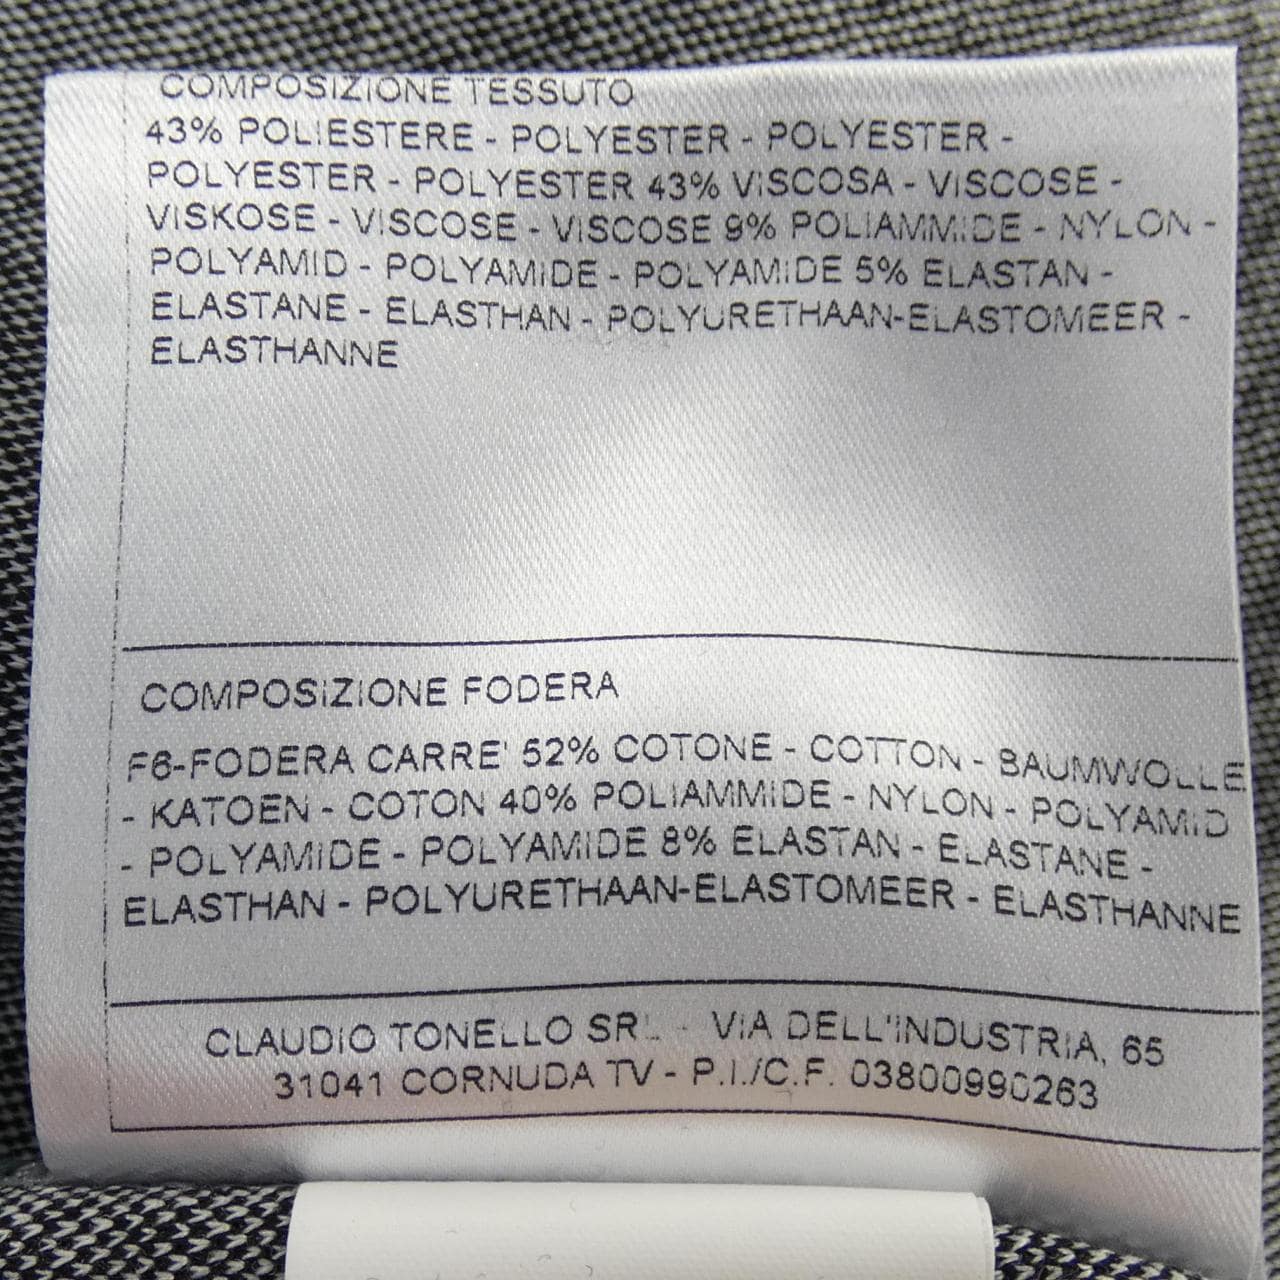 COMPOSIZIONE TESSUTO
43% POLIESTERE - POLYESTER - POLYESTER -
POLYESTER - POLYESTER 43% VISCOSA - VISCOSE -
VISKOSE - VISCOSE - VISCOSE 9% POLIAMMIDE - NYLON -
POLYAMID - POLYAMIDE - POLYAMIDE 5% ELASTAN -
ELASTANE - ELASTHAN - POLYURETHAAN-ELASTOMEER -
ELASTHANNE
COMPOSIZIONE FODERA
F6-FODERA CARRE' 52% COTONE - COTTON - BAUMWOLLE
- KATOEN - COTON 40% POLIAMMIDE - NYLON - POLYAMID
- POLYAMIDE - POLYAMIDE 8% ELASTAN - ELASTANE -
ELASTHAN - POLYURETHAAN-ELASTOMEER - ELASTHANNE
CLAUDIO TONELLO SRL - VIA DELL'INDUSTRIA, 65
31041 CORNUDA TV - P.I./C.F. 03800990263